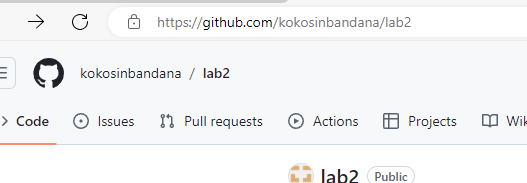 https://github.com/kokosinbandana/lab2
kokosinbandana / lab2
Code Issues Pull requests Actions Projects
lab2 Public